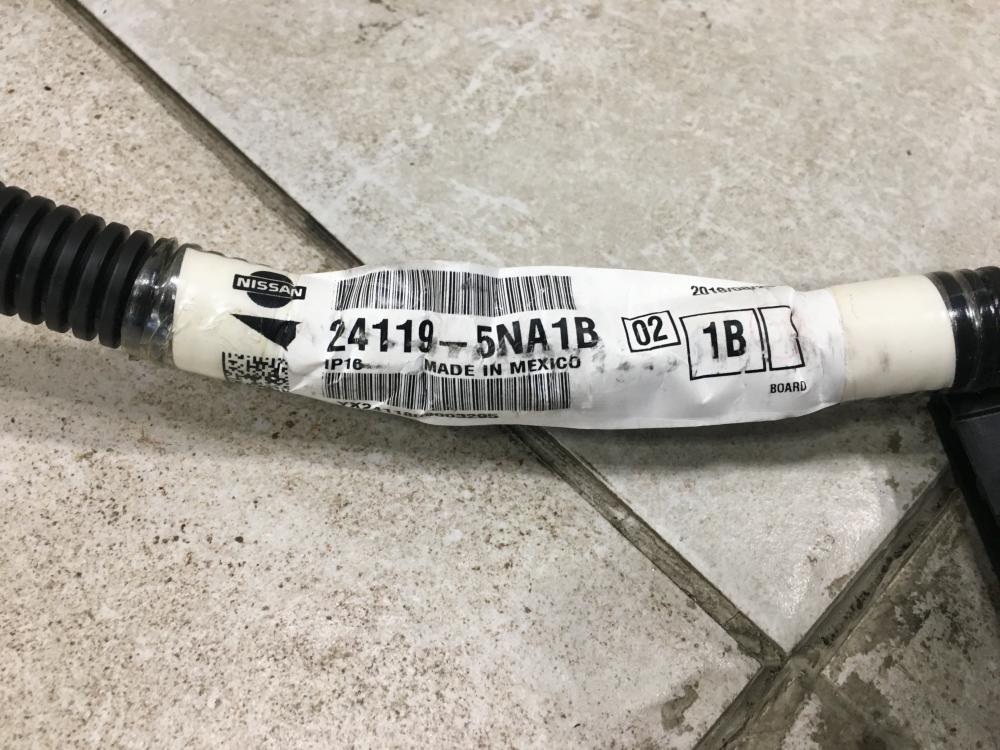 NISSAN
24119-5NA1B
02
1B
IP16 MADE IN MEXICO
BOARD